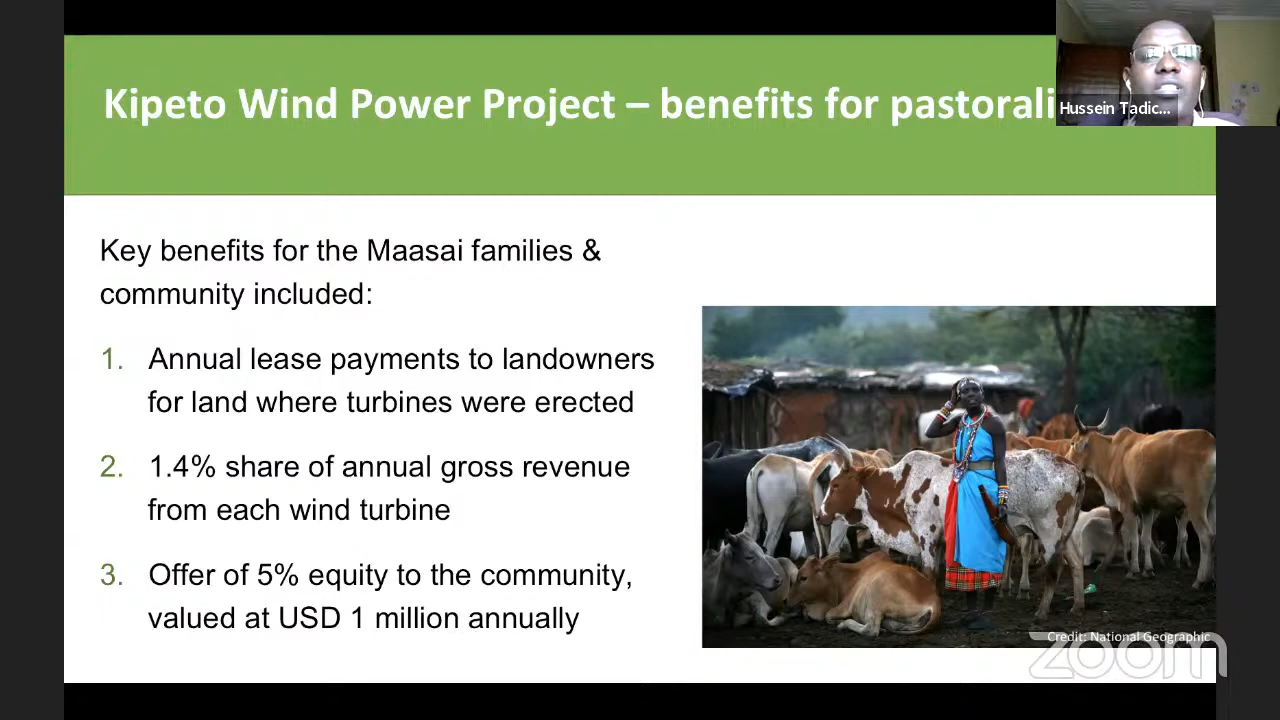 Kipeto Wind Power Project – benefits for pastorali
Hussein Tadic...
Key benefits for the Maasai families &
community included:
1. Annual lease payments to landowners
for land where turbines were erected
2. 1.4% share of annual gross revenue
from each wind turbine
3. Offer of 5% equity to the community,
valued at USD 1 million annually
Credit: National Geographic
zoom